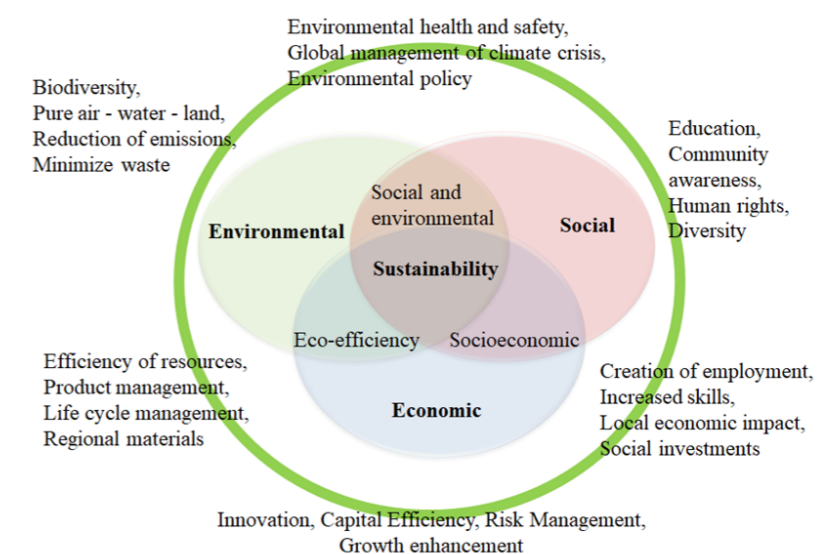 Environmental health and safety,
Global management of climate crisis,
Environmental policy
Biodiversity,
Pure air - water - land,
Reduction of emissions,
Minimize waste
Education,
Community
awareness,
Human rights,
Diversity
Social and
environmental
Environmental
Social
Sustainability
Eco-efficiency
Socioeconomic
Economic
Efficiency of resources,
Product management,
Life cycle management,
Regional materials
Creation of employment,
Increased skills,
Local economic impact,
Social investments
Innovation, Capital Efficiency, Risk Management,
Growth enhancement